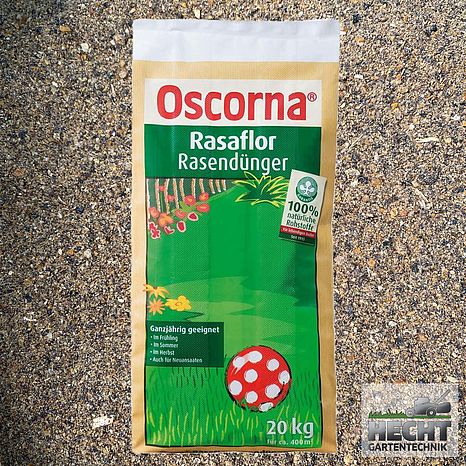 Oscorna®
Rasaflor
Rasendünger
100%
natürliche
Rohstoffe
Ganzjährig geeignet
• Im Frühling
• Im Sommer
• Im Herbst
• Auch für Neuansaaten
20 kg
für ca. 400 m²
HECHT
GARTENTECHNIK